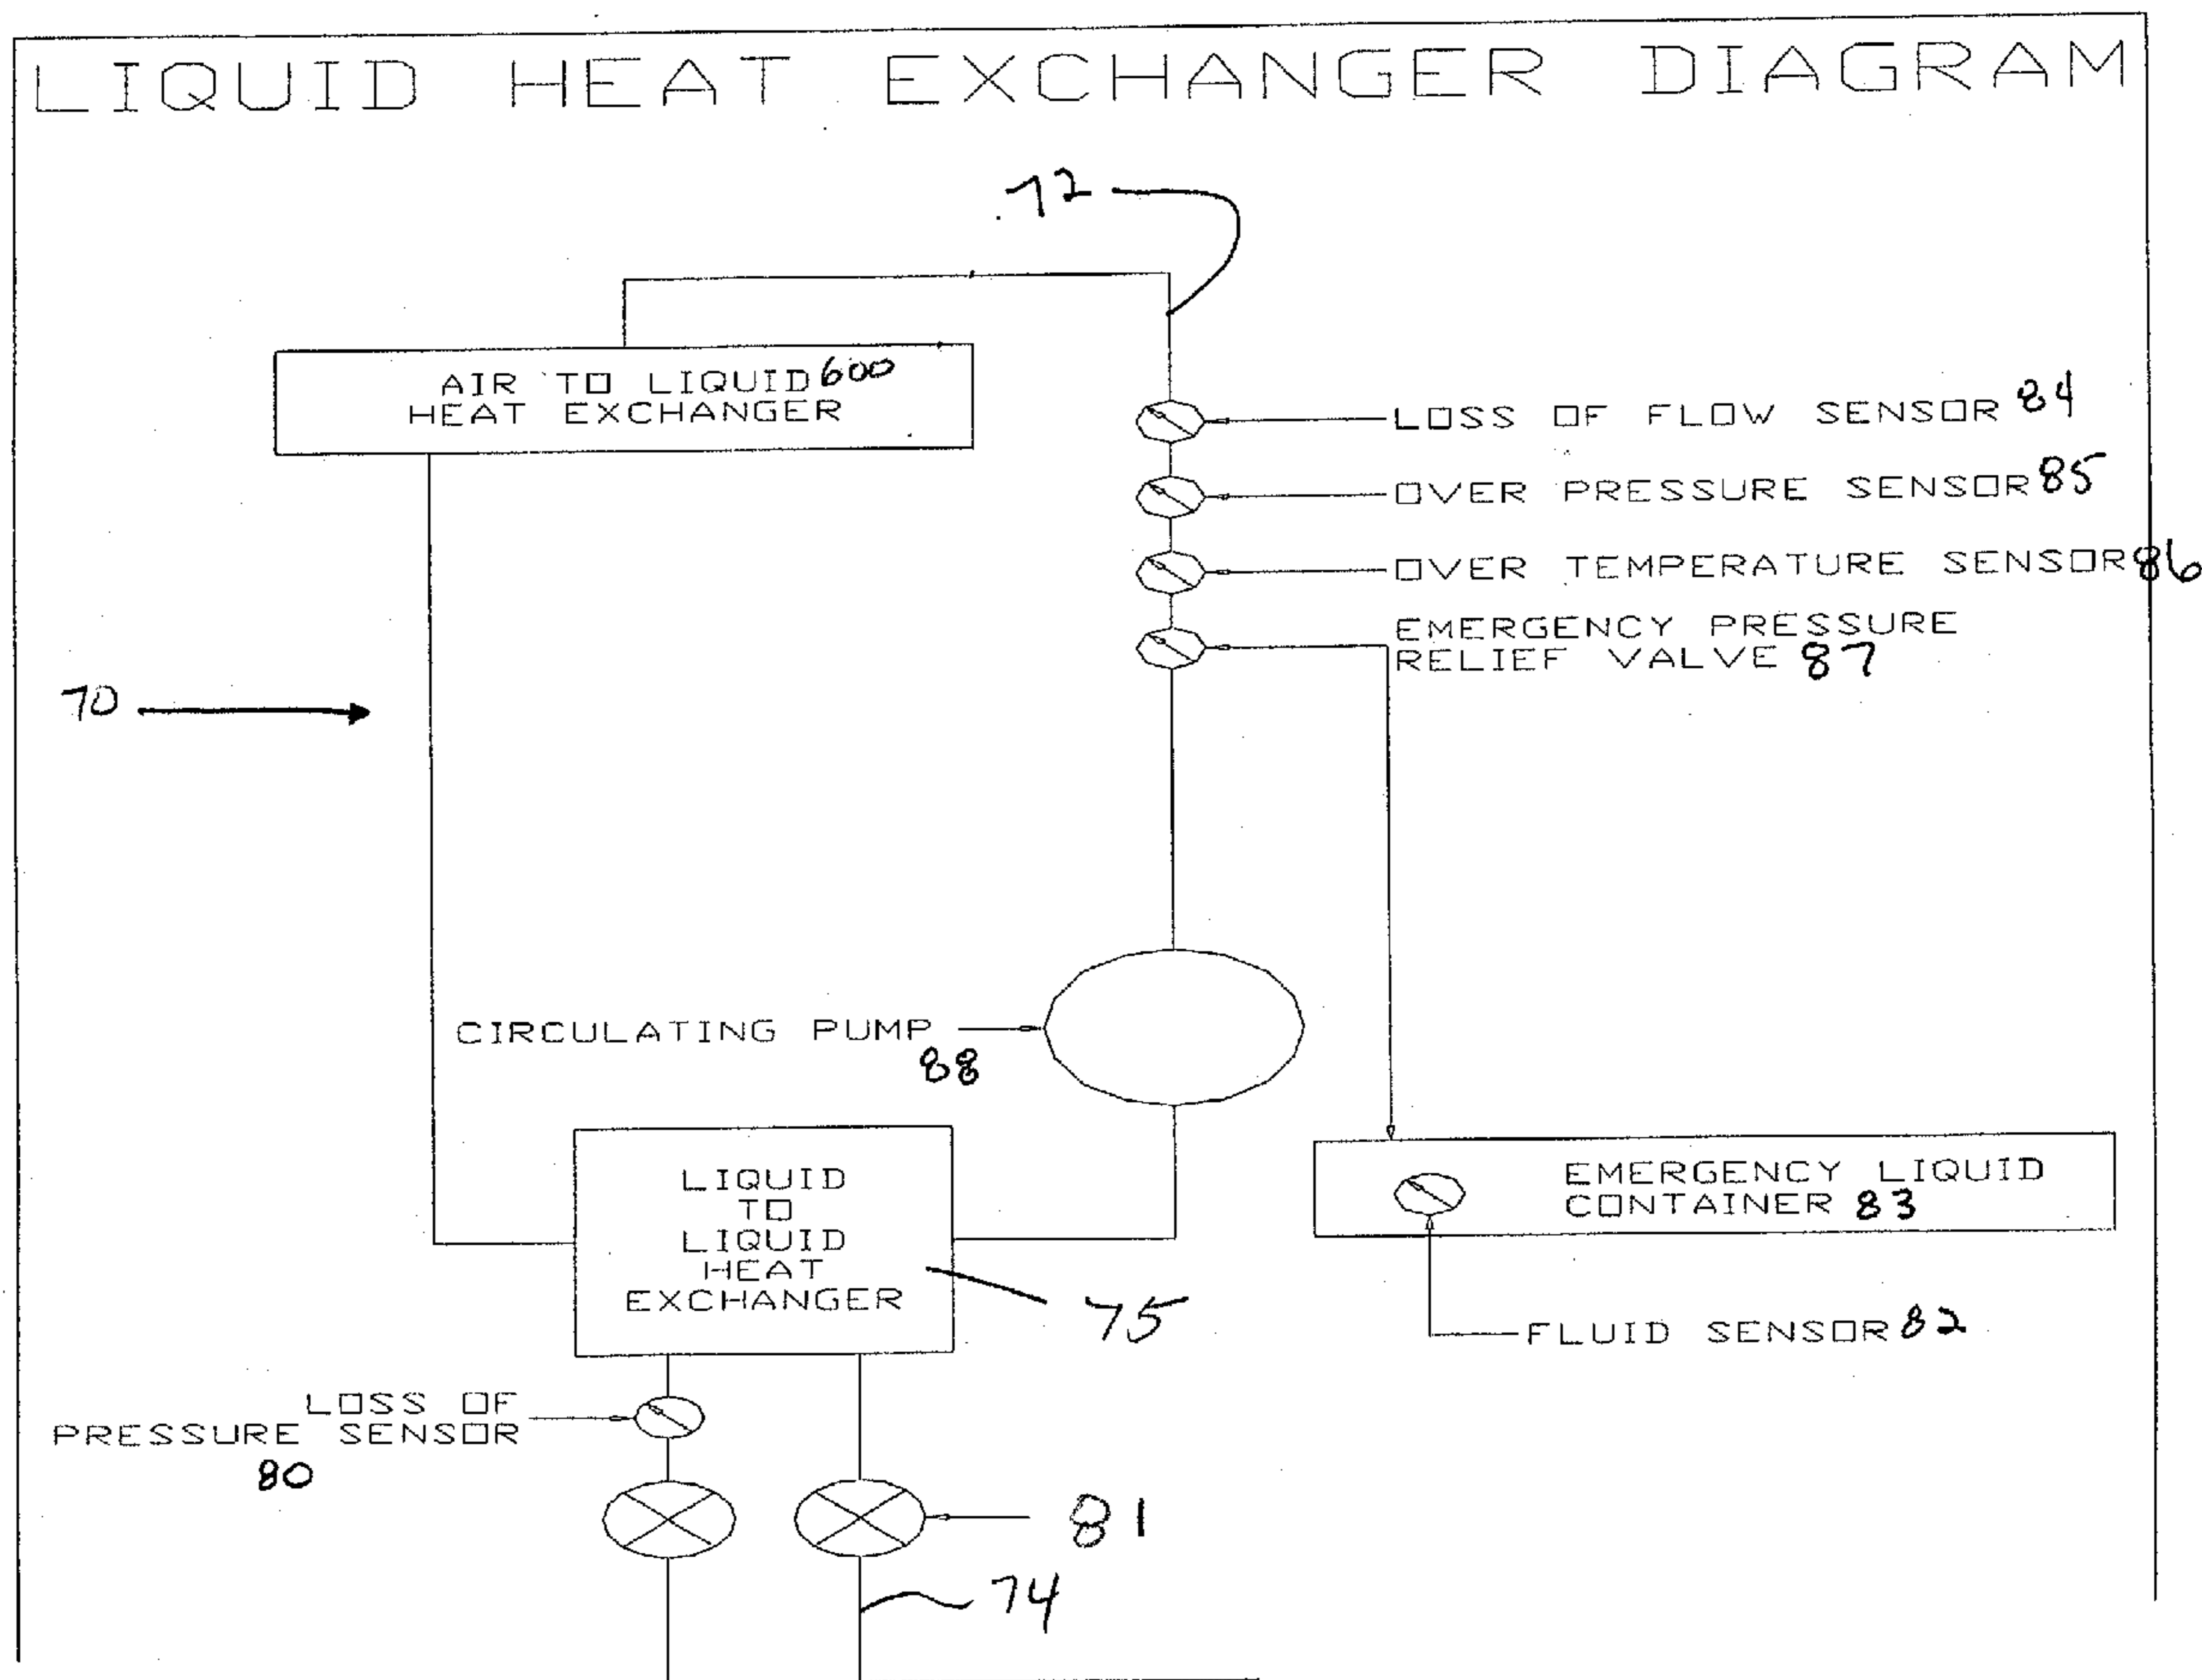 LIQUID HEAT EXCHANGER DIAGRAM
72
AIR TO LIQUID 600
HEAT EXCHANGER
LOSS OF FLOW SENSOR 84
OVER PRESSURE SENSOR 85
OVER TEMPERATURE SENSOR 86
EMERGENCY PRESSURE
RELIEF VALVE 87
70
CIRCULATING PUMP
88
LIQUID
TO
LIQUID
HEAT
EXCHANGER
75
EMERGENCY LIQUID
CONTAINER 83
FLUID SENSOR 82
LOSS OF
PRESSURE SENSOR
80
81
74